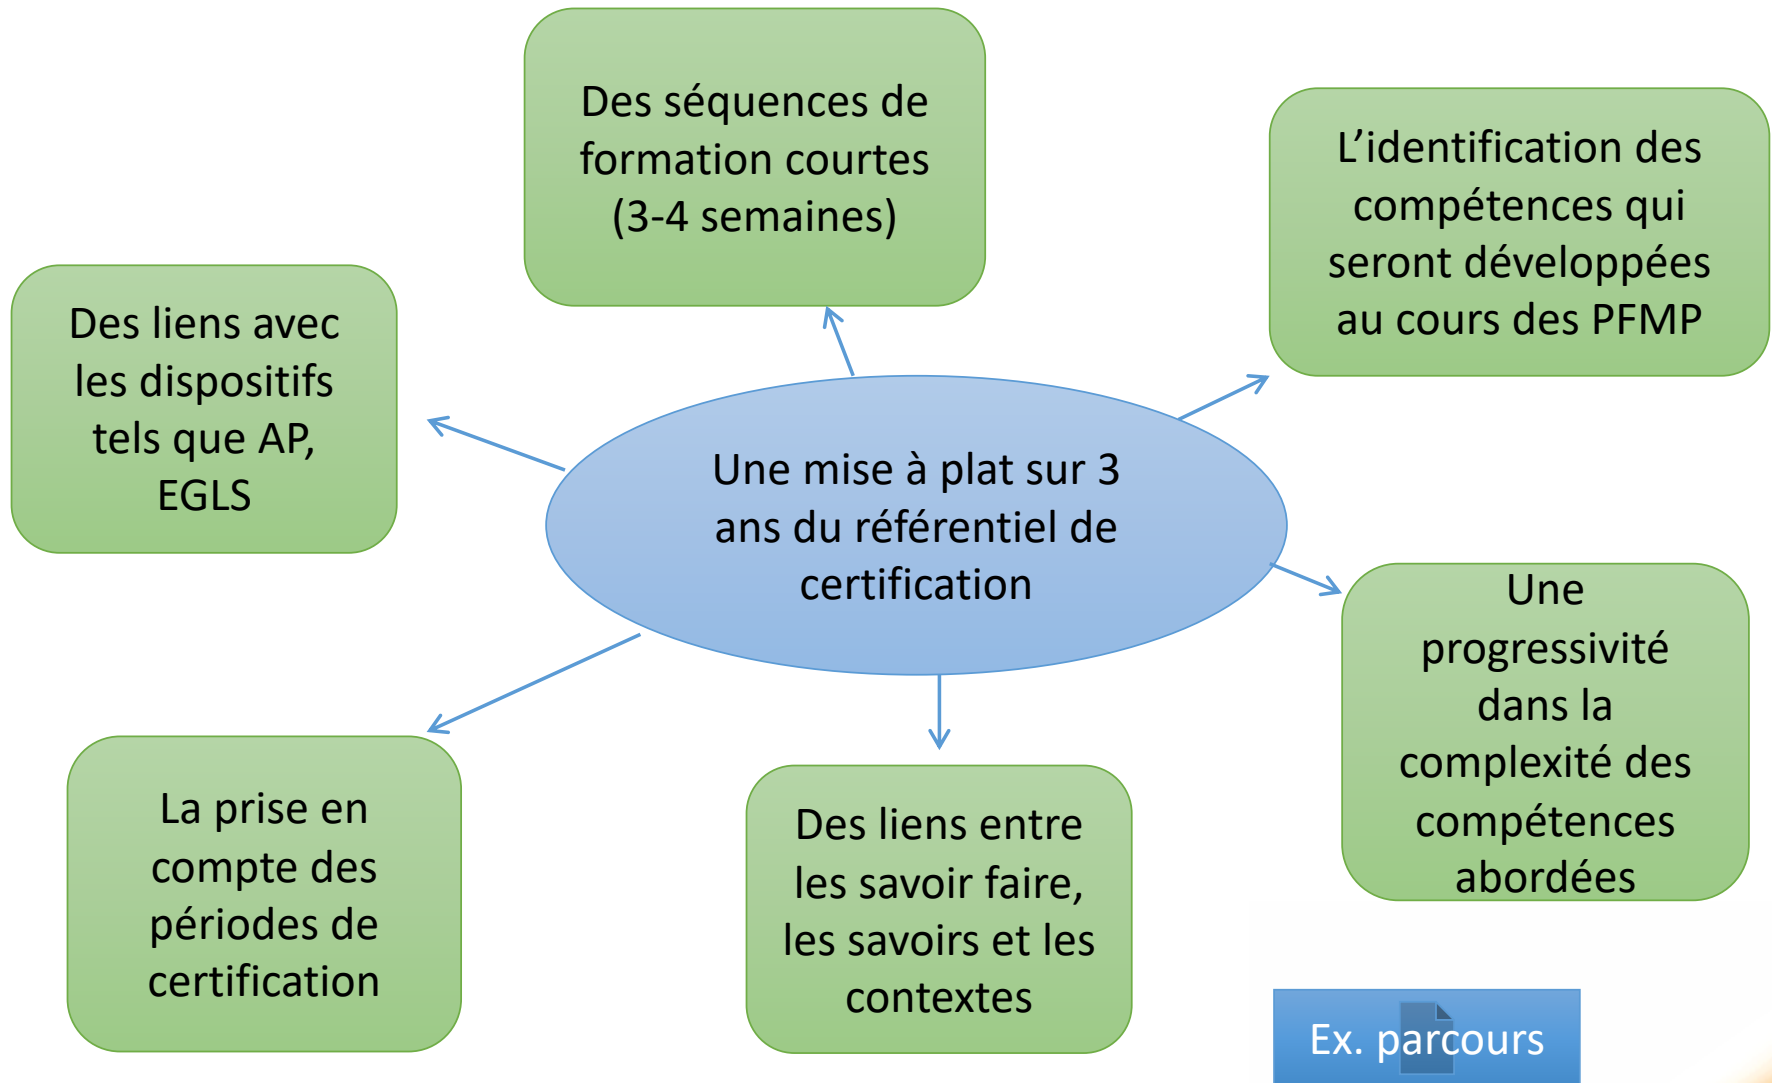 Des séquences de
formation courtes
(3-4 semaines)
L’identification des
compétences qui
seront développées
au cours des PFMP
Des liens avec
les dispositifs
tels que AP,
EGLS
Une mise à plat sur 3
ans du référentiel de
certification
Une
progressivité
dans la
complexité des
compétences
abordées
La prise en
compte des
périodes de
certification
Des liens entre
les savoir faire,
les savoirs et les
contextes
Ex. parcours